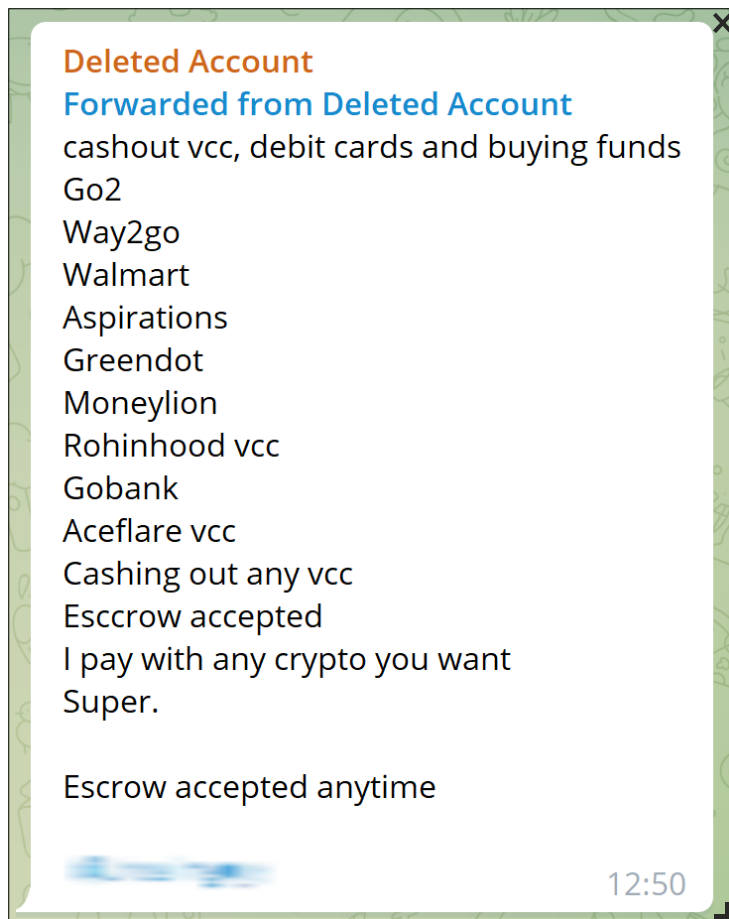 Deleted Account
Forwarded from Deleted Account
cashout vcc, debit cards and buying funds
Go2
Way2go
Walmart
Aspirations
Greendot
Moneylion
Rohinhood vcc
Gobank
Aceflare vcc
Cashing out any vcc
Esccrow accepted
I pay with any crypto you want
Super.
Escrow accepted anytime
12:50